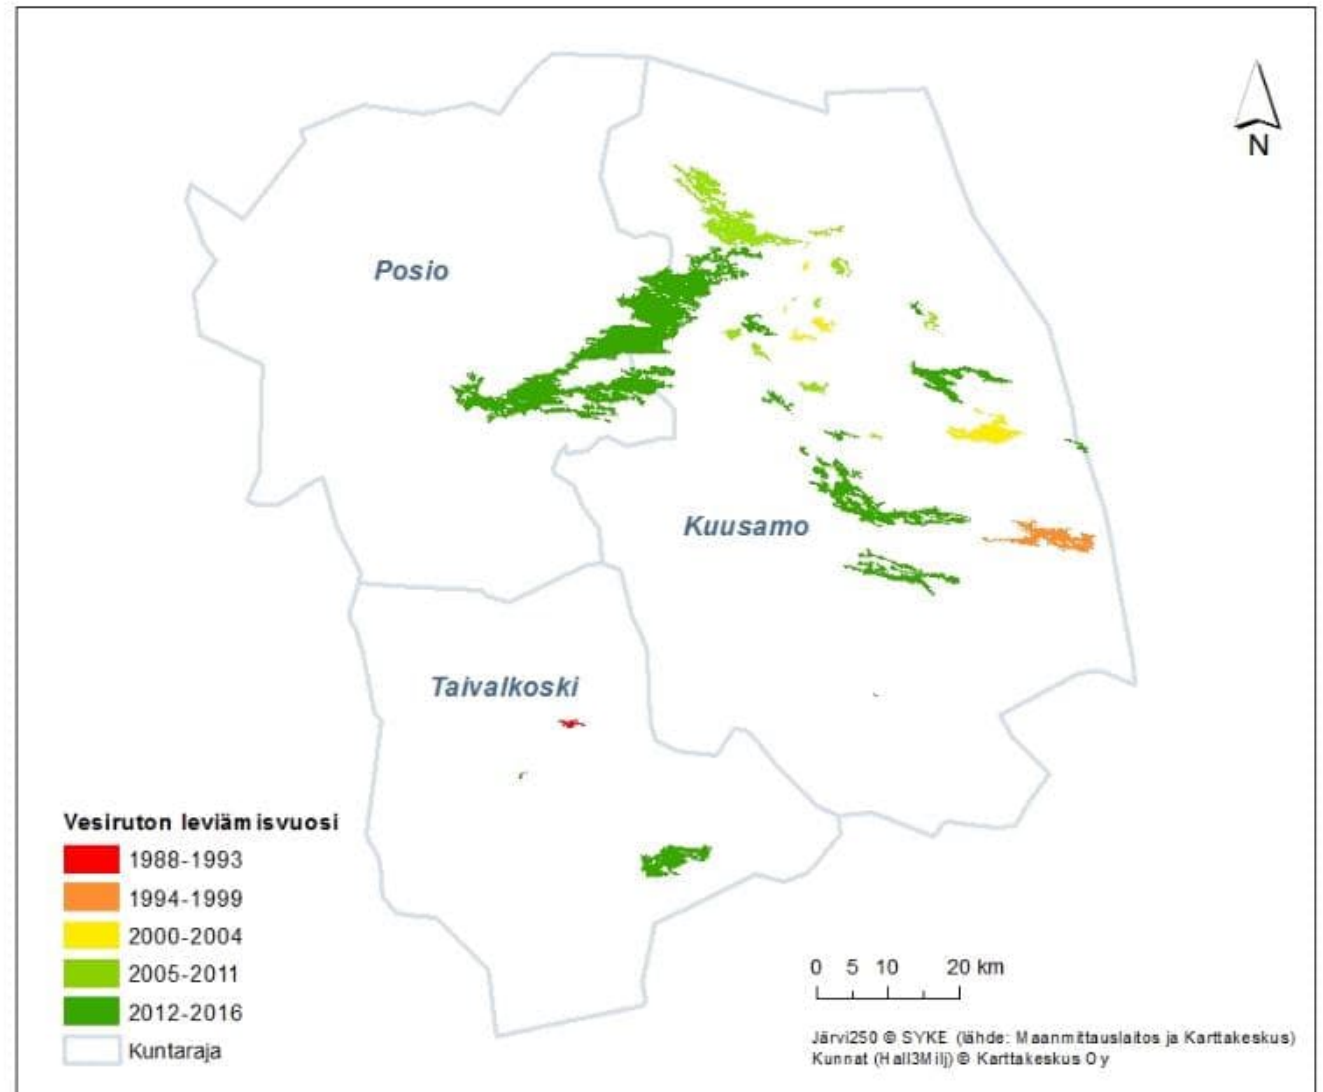 N
Posio
Kuusamo
Taivalkoski
Vesiruton leviämisvuosi
1988-1993
1994-1999
2000-2004
2005-2011
2012-2016
Kuntaraja
0 5 10 20 km
Järvi250 © SYKE (lähde: Maanmittauslaitos ja Karttakeskus)
Kunnat (Hall3Milj) © Karttakeskus Oy